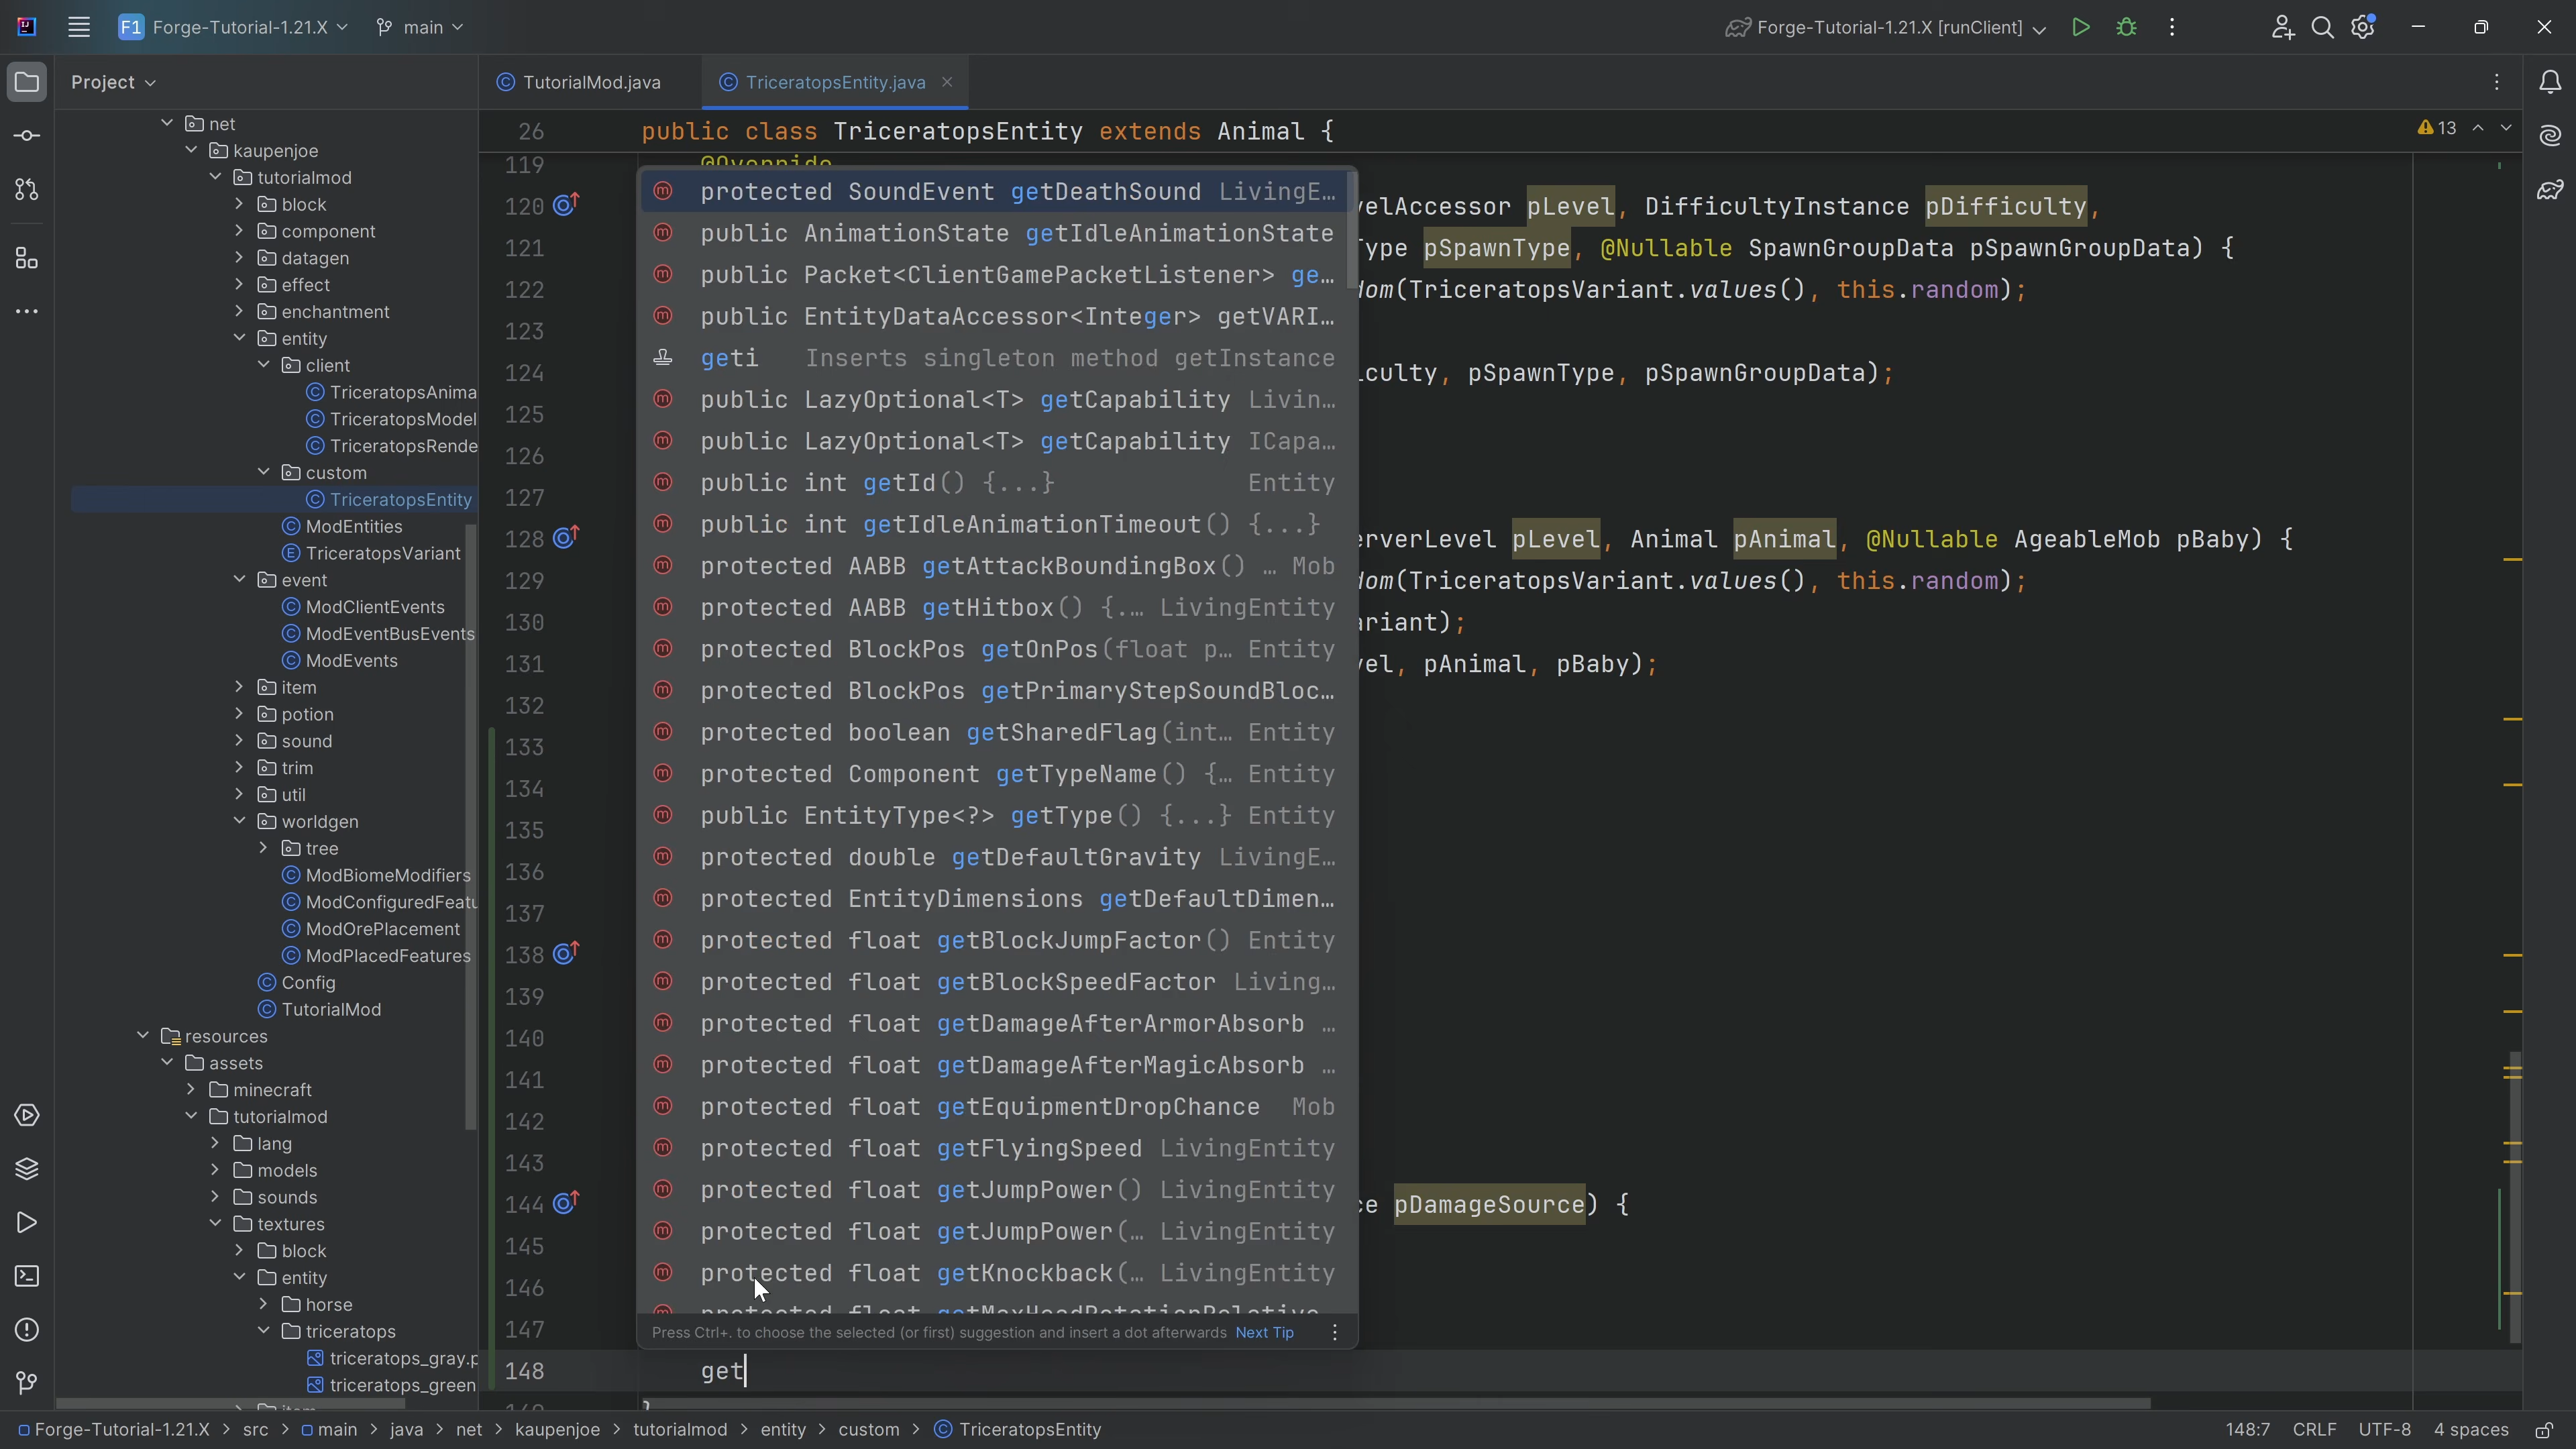 F1 Forge-Tutorial-1.21.X main Forge-Tutorial-1.21.X [runClient]
Project
TutorialMod.java TriceratopsEntity.java
net
kaupenjoe
tutorialmod
block
component
datagen
effect
enchantment
entity
client
TriceratopsAnima
TriceratopsModel
TriceratopsRende
custom
TriceratopsEntity
ModEntities
TriceratopsVariant
event
ModClientEvents
ModEventBusEvents
ModEvents
item
potion
sound
trim
util
worldgen
tree
ModBiomeModifiers
ModConfiguredFeatu
ModOrePlacement
ModPlacedFeatures
Config
TutorialMod
resources
assets
minecraft
tutorialmod
lang
models
sounds
textures
block
entity
horse
triceratops
triceratops_gray.p
triceratops_green
26 public class TriceratopsEntity extends Animal { 13
119 @Override
120 velAccessor pLevel, DifficultyInstance pDifficulty,
121 Type pSpawnType, @Nullable SpawnGroupData pSpawnGroupData) {
122 dom(TriceratopsVariant.values(), this.random);
123
124 iculty, pSpawnType, pSpawnGroupData);
125
126
127
128 erverLevel pLevel, Animal pAnimal, @Nullable AgeableMob pBaby) {
129 dom(TriceratopsVariant.values(), this.random);
130 ariant);
131 vel, pAnimal, pBaby);
132
133
134
135
136
137
138
139
140
141
142
143
144 ce pDamageSource) {
145
146
147
148 get
149 }
protected SoundEvent getDeathSound LivingE…
public AnimationState getIdleAnimationState
public Packet<ClientGamePacketListener> ge…
public EntityDataAccessor<Integer> getVARI…
geti Inserts singleton method getInstance
public LazyOptional<T> getCapability Livin…
public LazyOptional<T> getCapability ICapa…
public int getId() {...} Entity
public int getIdleAnimationTimeout() {...}
protected AABB getAttackBoundingBox() … Mob
protected AABB getHitbox() {.… LivingEntity
protected BlockPos getOnPos(float p… Entity
protected BlockPos getPrimaryStepSoundBloc…
protected boolean getSharedFlag(int… Entity
protected Component getTypeName() {… Entity
public EntityType<?> getType() {...} Entity
protected double getDefaultGravity LivingE…
protected EntityDimensions getDefaultDimen…
protected float getBlockJumpFactor() Entity
protected float getBlockSpeedFactor Living…
protected float getDamageAfterArmorAbsorb …
protected float getDamageAfterMagicAbsorb …
protected float getEquipmentDropChance Mob
protected float getFlyingSpeed LivingEntity
protected float getJumpPower() LivingEntity
protected float getJumpPower(… LivingEntity
protected float getKnockback(… LivingEntity
protected float getMaxHeadRotationRelative
Press Ctrl+. to choose the selected (or first) suggestion and insert a dot afterwards Next Tip
Forge-Tutorial-1.21.X > src > main > java > net > kaupenjoe > tutorialmod > entity > custom > TriceratopsEntity 148:7 CRLF UTF-8 4 spaces